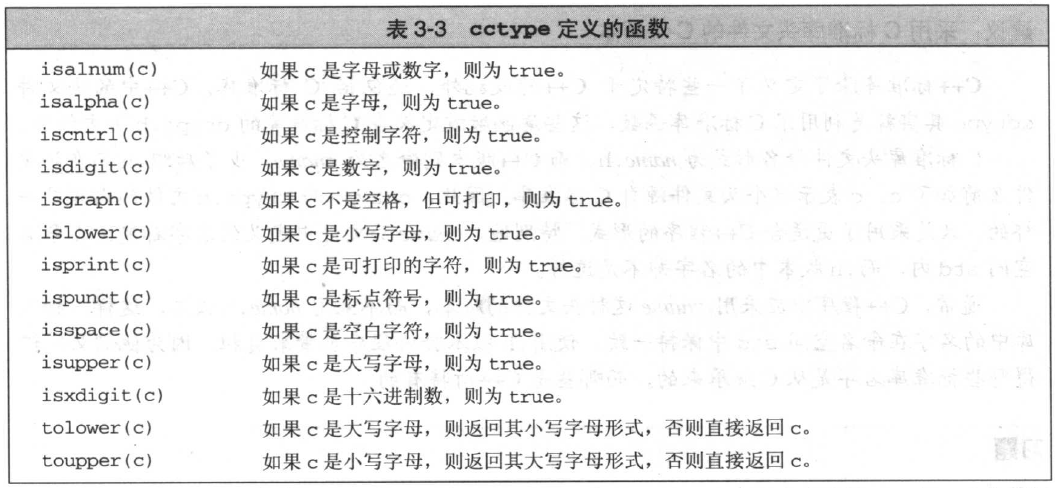 表 3-3 cctype 定义的函数
isalnum(c) 如果 c 是字母或数字，则为 true。
isalpha(c) 如果 c 是字母，则为 true。
iscntrl(c) 如果 c 是控制字符，则为 true。
isdigit(c) 如果 c 是数字，则为 true。
isgraph(c) 如果 c 不是空格，但可打印，则为 true。
islower(c) 如果 c 是小写字母，则为 true。
isprint(c) 如果 c 是可打印的字符，则为 true。
ispunct(c) 如果 c 是标点符号，则为 true。
isspace(c) 如果 c 是空白字符，则为 true。
isupper(c) 如果 c 是大写字母，则为 true。
isxdigit(c) 如果 c 是十六进制数，则为 true。
tolower(c) 如果 c 是大写字母，则返回其小写字母形式，否则直接返回 c。
toupper(c) 如果 c 是小写字母，则返回其大写字母形式，否则直接返回 c。